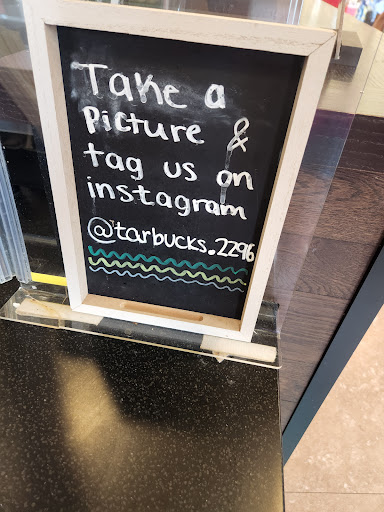 Take a
Picture &
tag us on
instagram
@tarbucks.2296